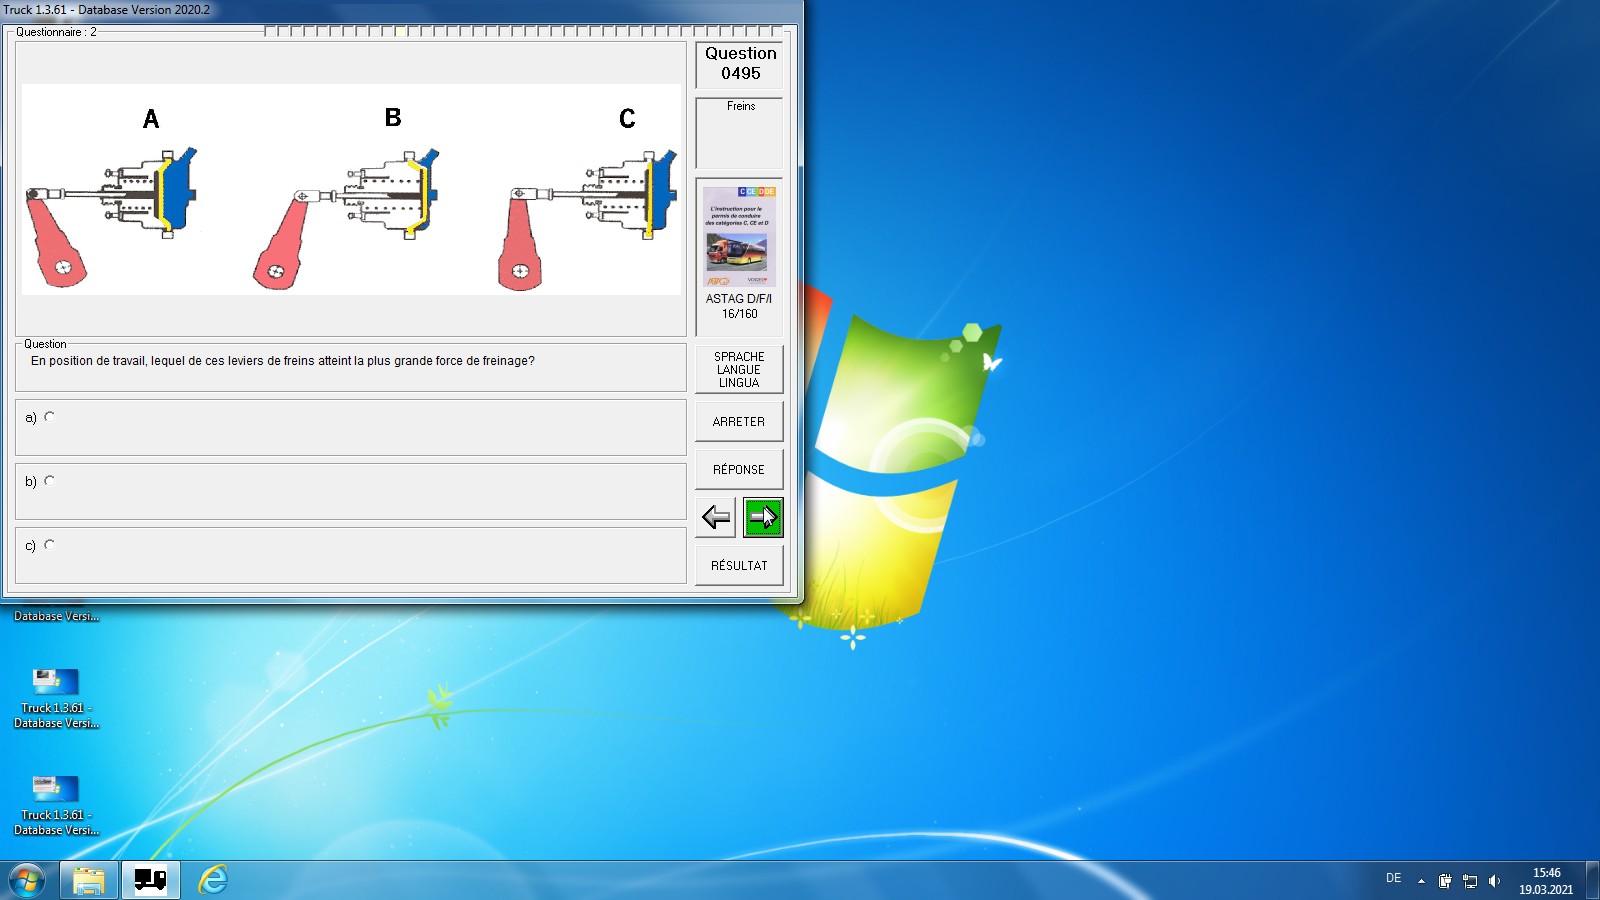 Truck 1.3.61 - Database Version 2020.2
Questionnaire : 2
A
B
C
Question
0495
Freins
C CE D DE
L'instruction pour le
permis de conduire
des catégories C, CE et D
ASTAG D/F/I
16/160
Question
En position de travail, lequel de ces leviers de freins atteint la plus grande force de freinage?
SPRACHE
LANGUE
LINGUA
a)
ARRETER
b)
RÉPONSE
c)
RÉSULTAT
Database Versi...
Truck 1.3.61 -
Database Versi...
Truck 1.3.61 -
Database Versi...
DE
15:46
19.03.2021